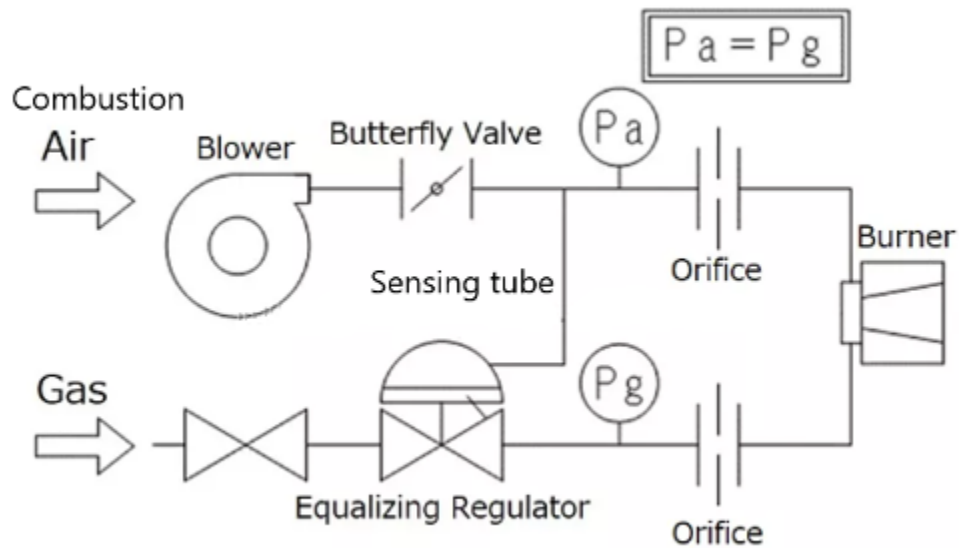 Pa = Pg
Combustion
Air
Blower
Butterfly Valve
Pa
Orifice
Burner
Sensing tube
Gas
Pg
Equalizing Regulator
Orifice